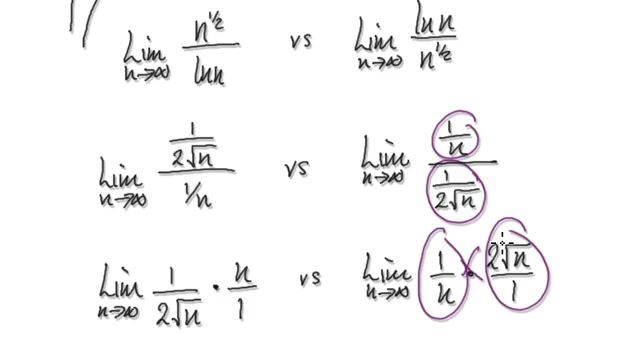 lim n→∞ n^1/2 / ln n vs lim n→∞ ln n / n^1/2
lim n→∞ (1 / 2√n) / (1/n) vs lim n→∞ (1/n) / (1 / 2√n)
lim n→∞ 1 / 2√n · n / 1 vs lim n→∞ 1 / n · 2√n / 1